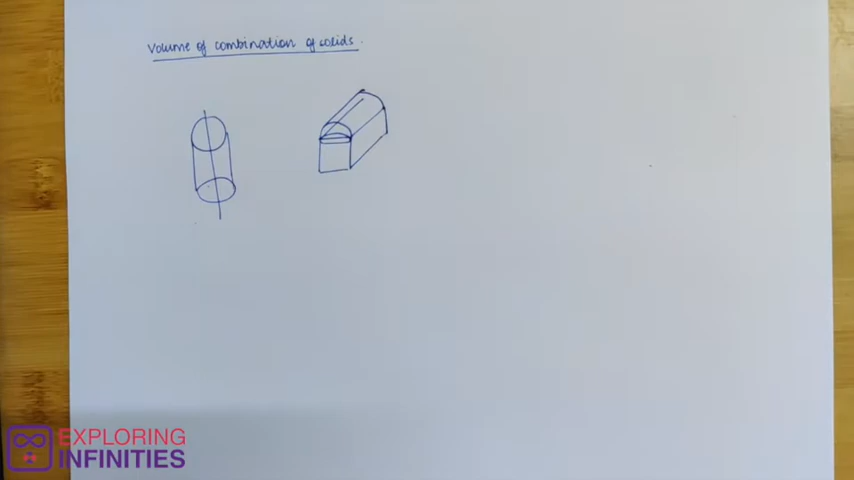 Volume of combination of solids.
EXPLORING
INFINITIES